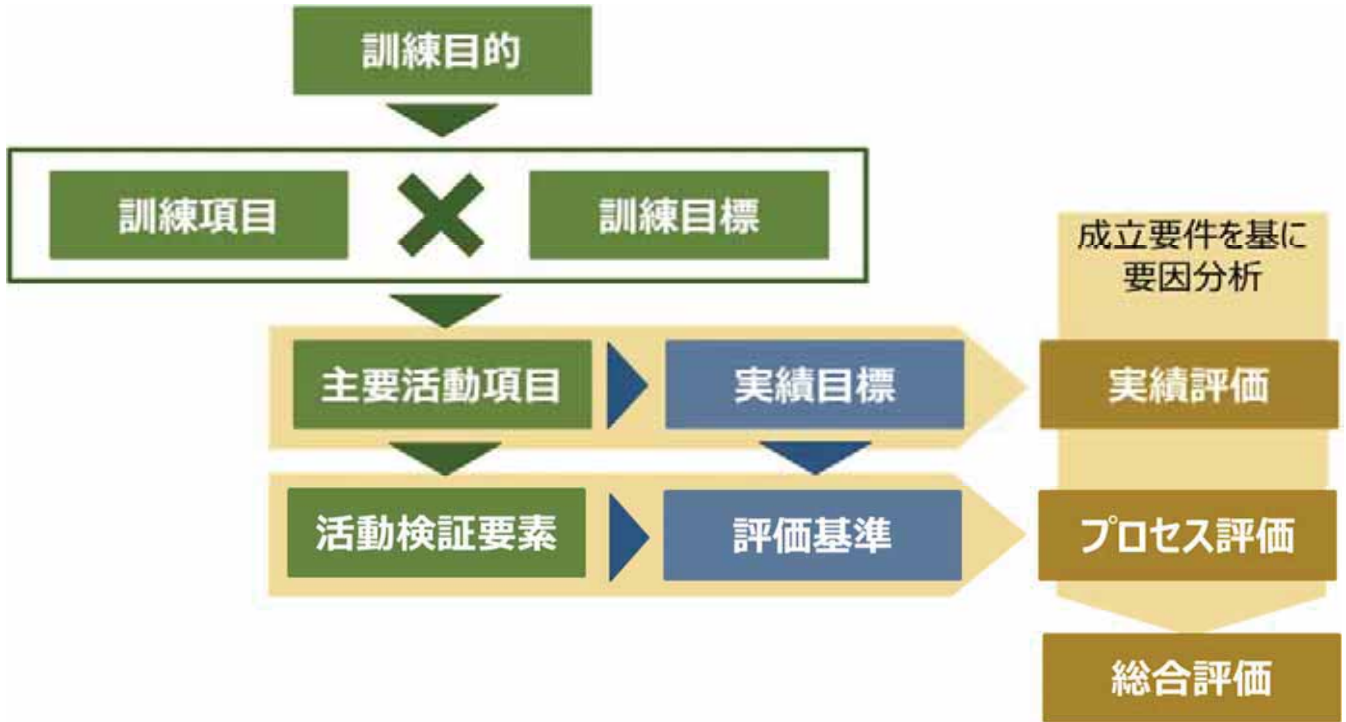 訓練目的
訓練項目
訓練目標
成立要件を基に
要因分析
主要活動項目
実績目標
実績評価
活動検証要素
評価基準
プロセス評価
総合評価